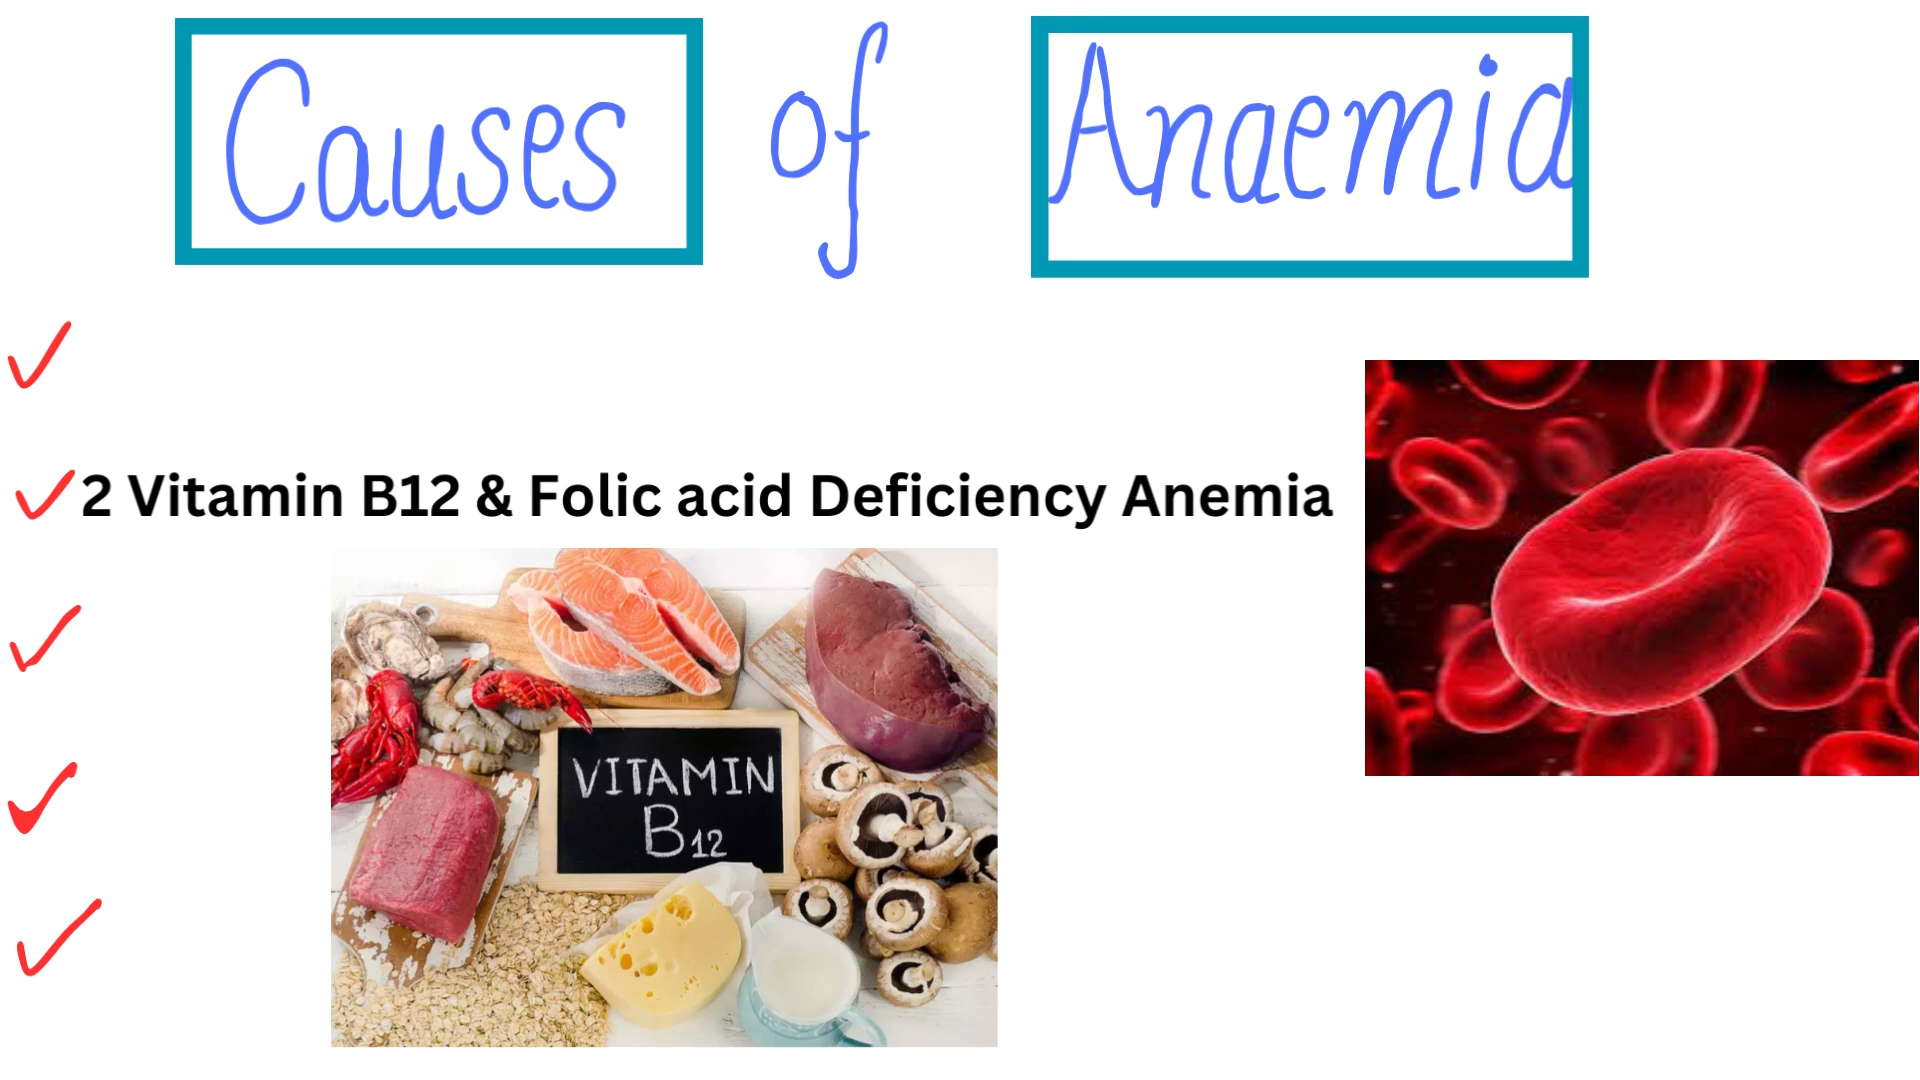 Causes of Anaemia
2 Vitamin B12 & Folic acid Deficiency Anemia
VITAMIN
B12